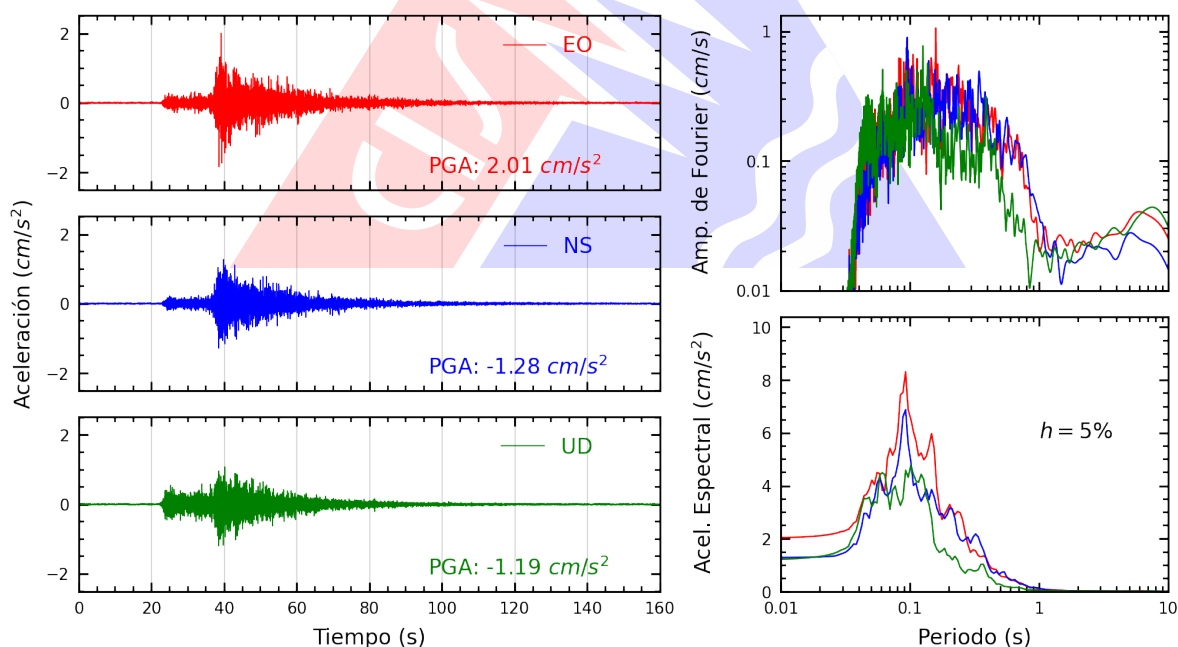 Aceleración (cm/s²)
2
0
−2
EO
PGA: 2.01 cm/s²
2
0
−2
NS
PGA: -1.28 cm/s²
2
0
−2
UD
PGA: -1.19 cm/s²
0 20 40 60 80 100 120 140 160
Tiempo (s)
Amp. de Fourier (cm/s)
1
0.1
0.01
Acel. Espectral (cm/s²)
10
8
6
4
2
0
h = 5%
0.01 0.1 1 10
Periodo (s)
CISMID